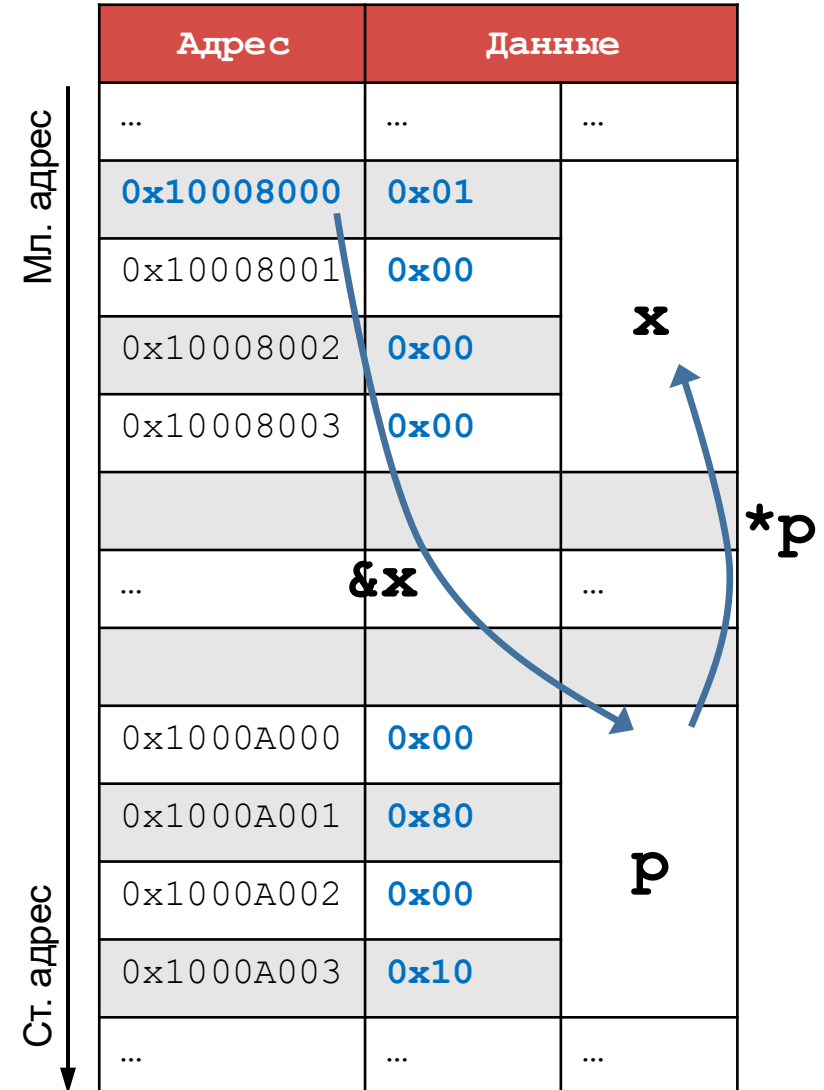 Адрес Данные
… … …
0x10008000 0x01
0x10008001 0x00
x
0x10008002 0x00
0x10008003 0x00
*p
… &x …
0x1000A000 0x00
0x1000A001 0x80
p
0x1000A002 0x00
0x1000A003 0x10
… … …
Мл. адрес
Ст. адрес